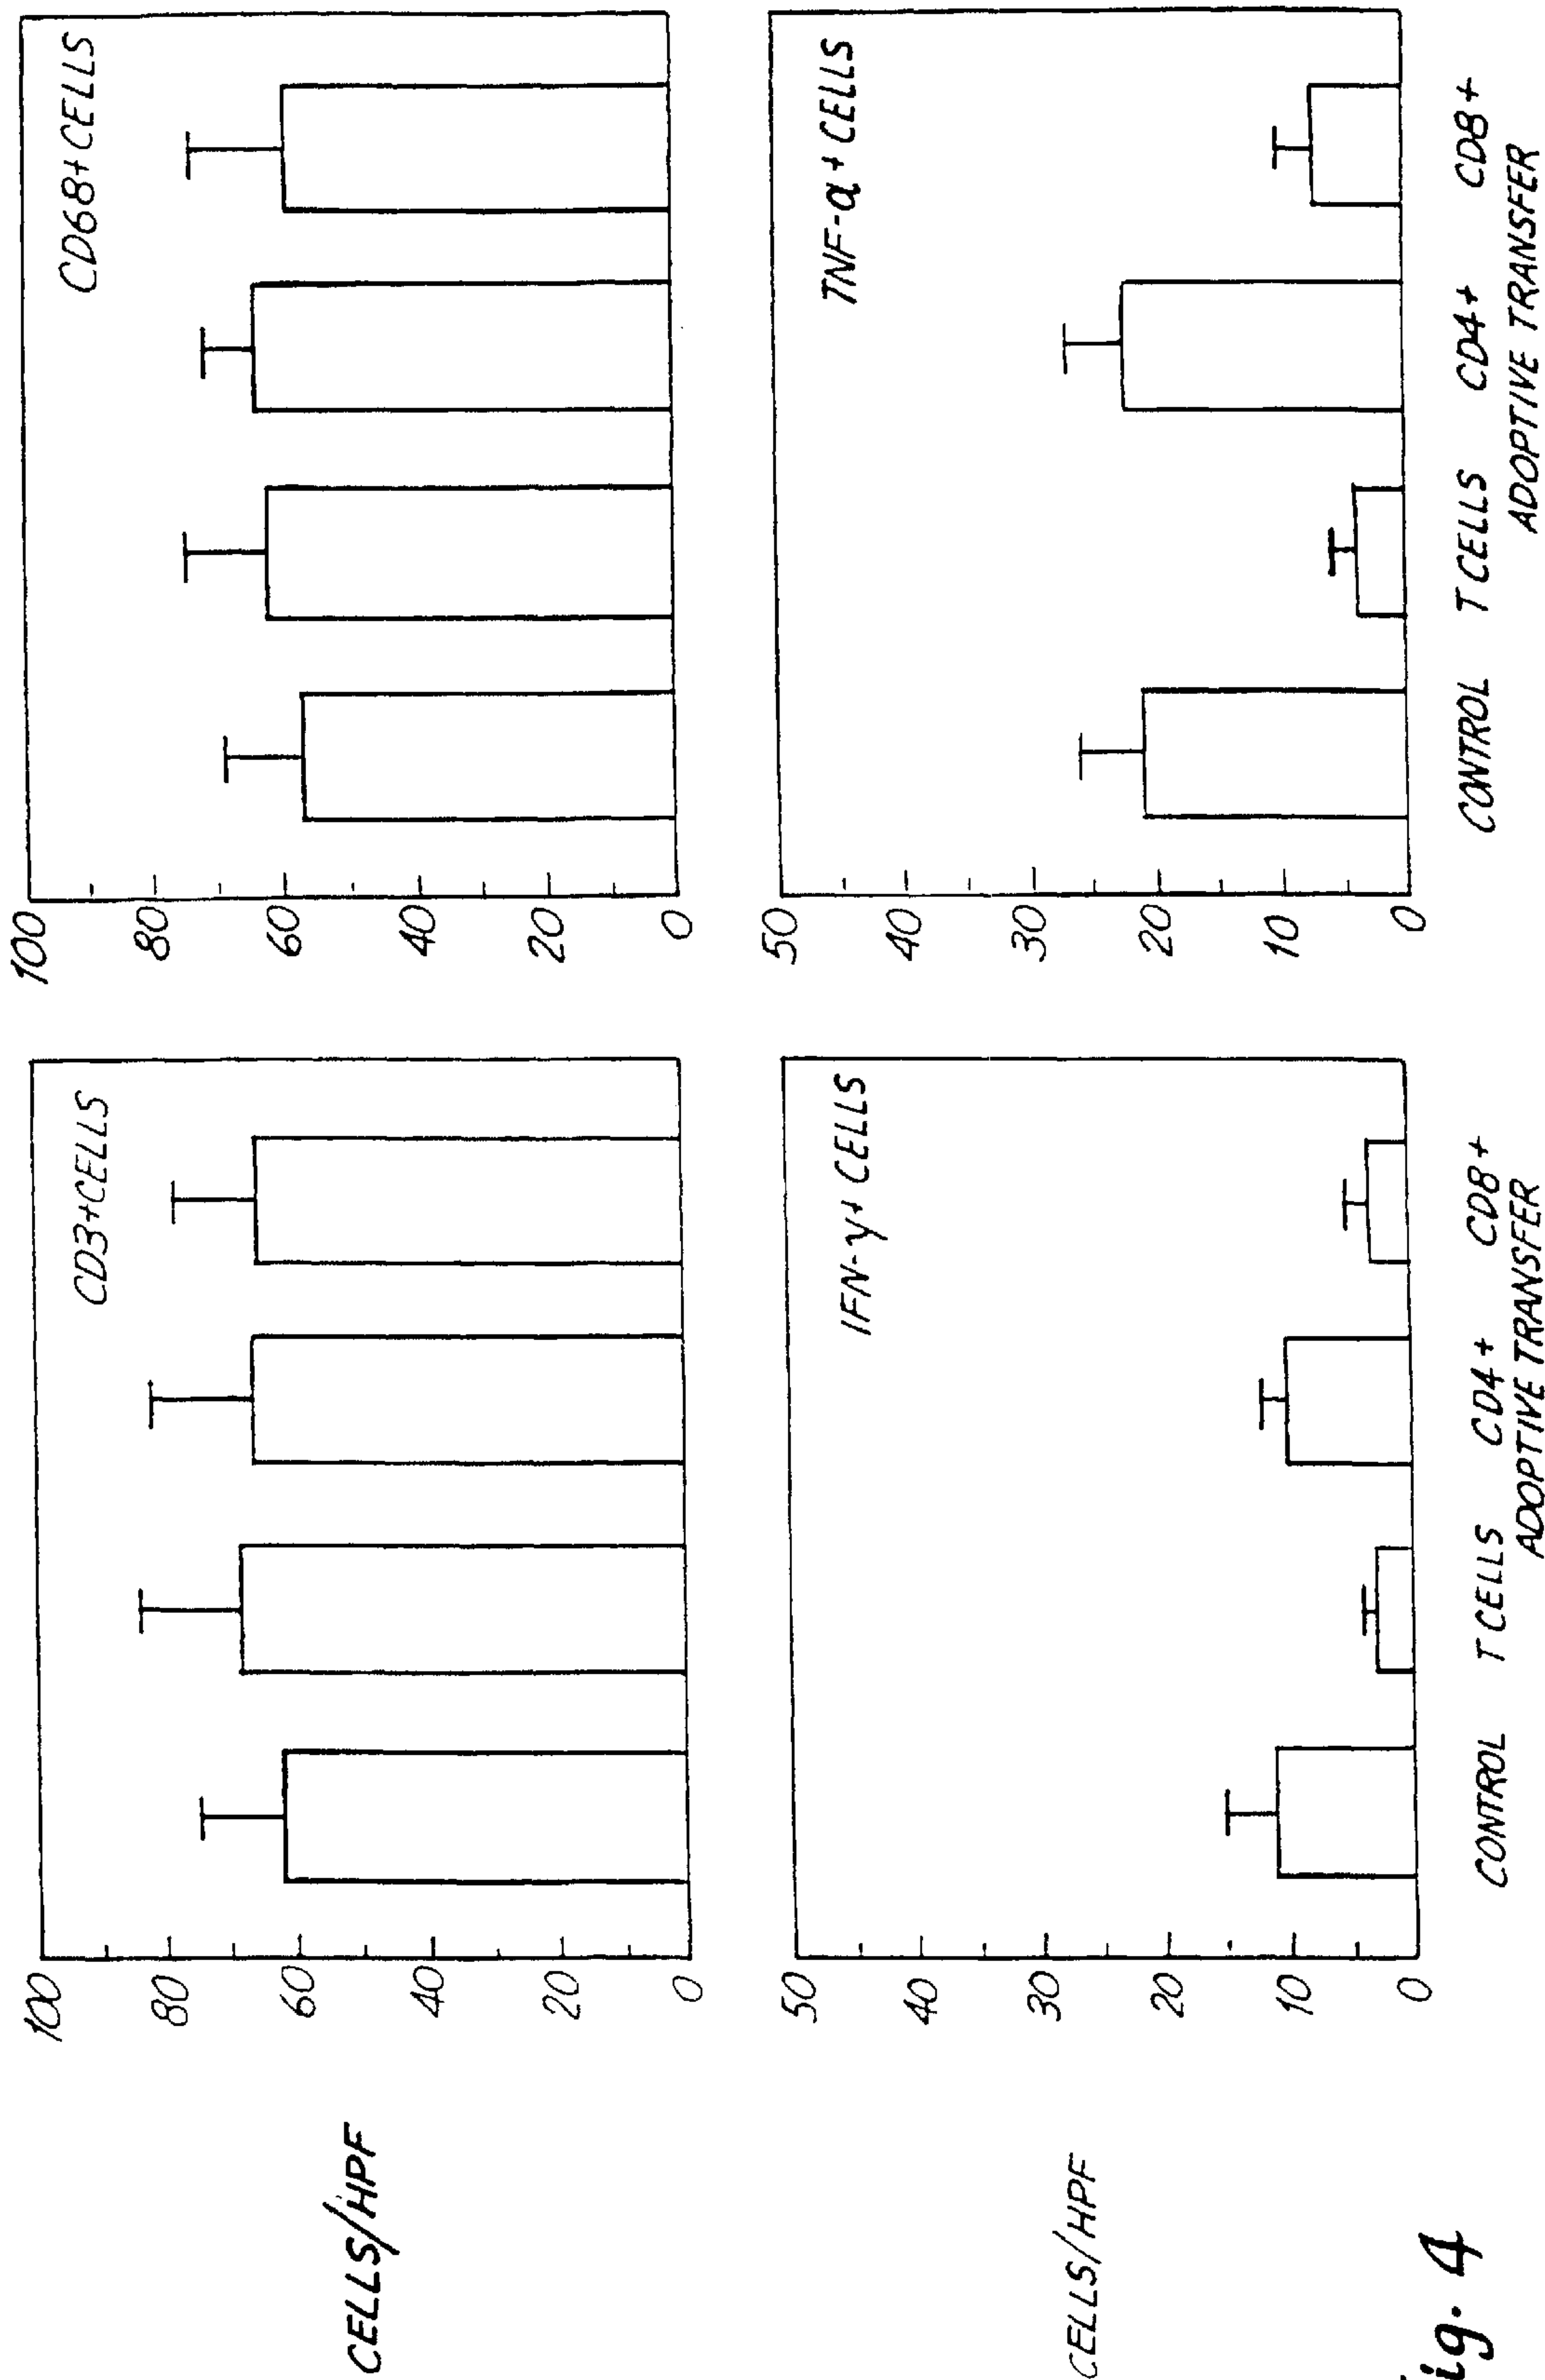 CELLS/HPF
100
80
60
40
20
0
CD3+CELLS
100
80
60
40
20
0
CD68+CELLS
CELLS/HPF
50
40
30
20
10
0
IFN-γ+ CELLS
CONTROL T CELLS CD4+ CD8+
ADOPTIVE TRANSFER
50
40
30
20
10
0
TNF-α+ CELLS
CONTROL T CELLS CD4+ CD8+
ADOPTIVE TRANSFER
ig. 4